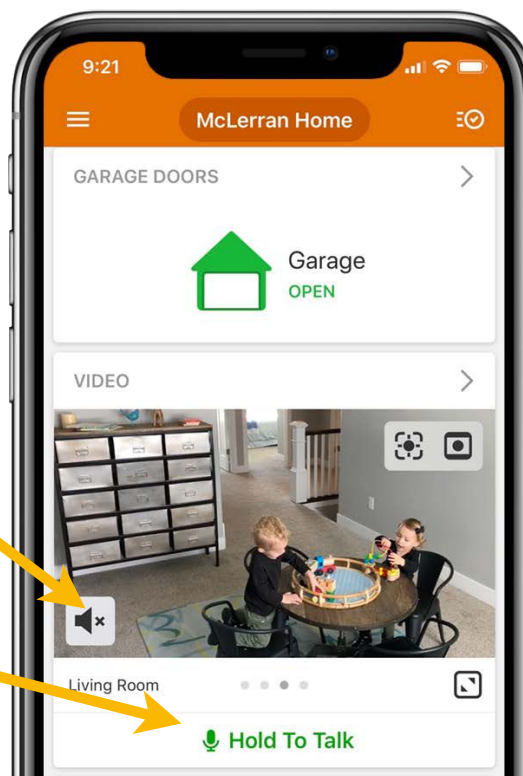 9:21
McLerran Home
GARAGE DOORS
Garage
OPEN
VIDEO
Living Room
Hold To Talk